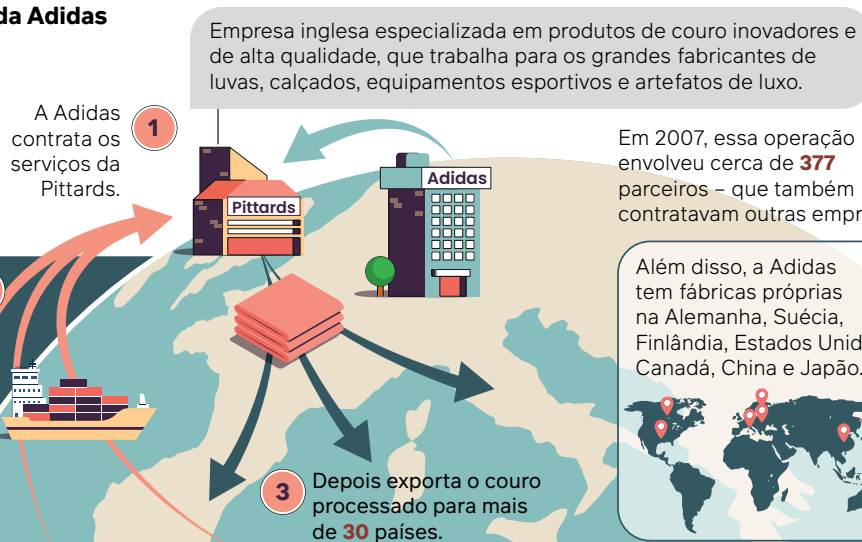 da Adidas
Empresa inglesa especializada em produtos de couro inovadores e
de alta qualidade, que trabalha para os grandes fabricantes de
luvas, calçados, equipamentos esportivos e artefatos de luxo.
A Adidas
contrata os
serviços da
Pittards.
1
Pittards
Adidas
Em 2007, essa operação
envolveu cerca de 377
parceiros – que também
contratavam outras empr
Além disso, a Adidas
tem fábricas próprias
na Alemanha, Suécia,
Finlândia, Estados Unid
Canadá, China e Japão.
3
Depois exporta o couro
processado para mais
de 30 países.